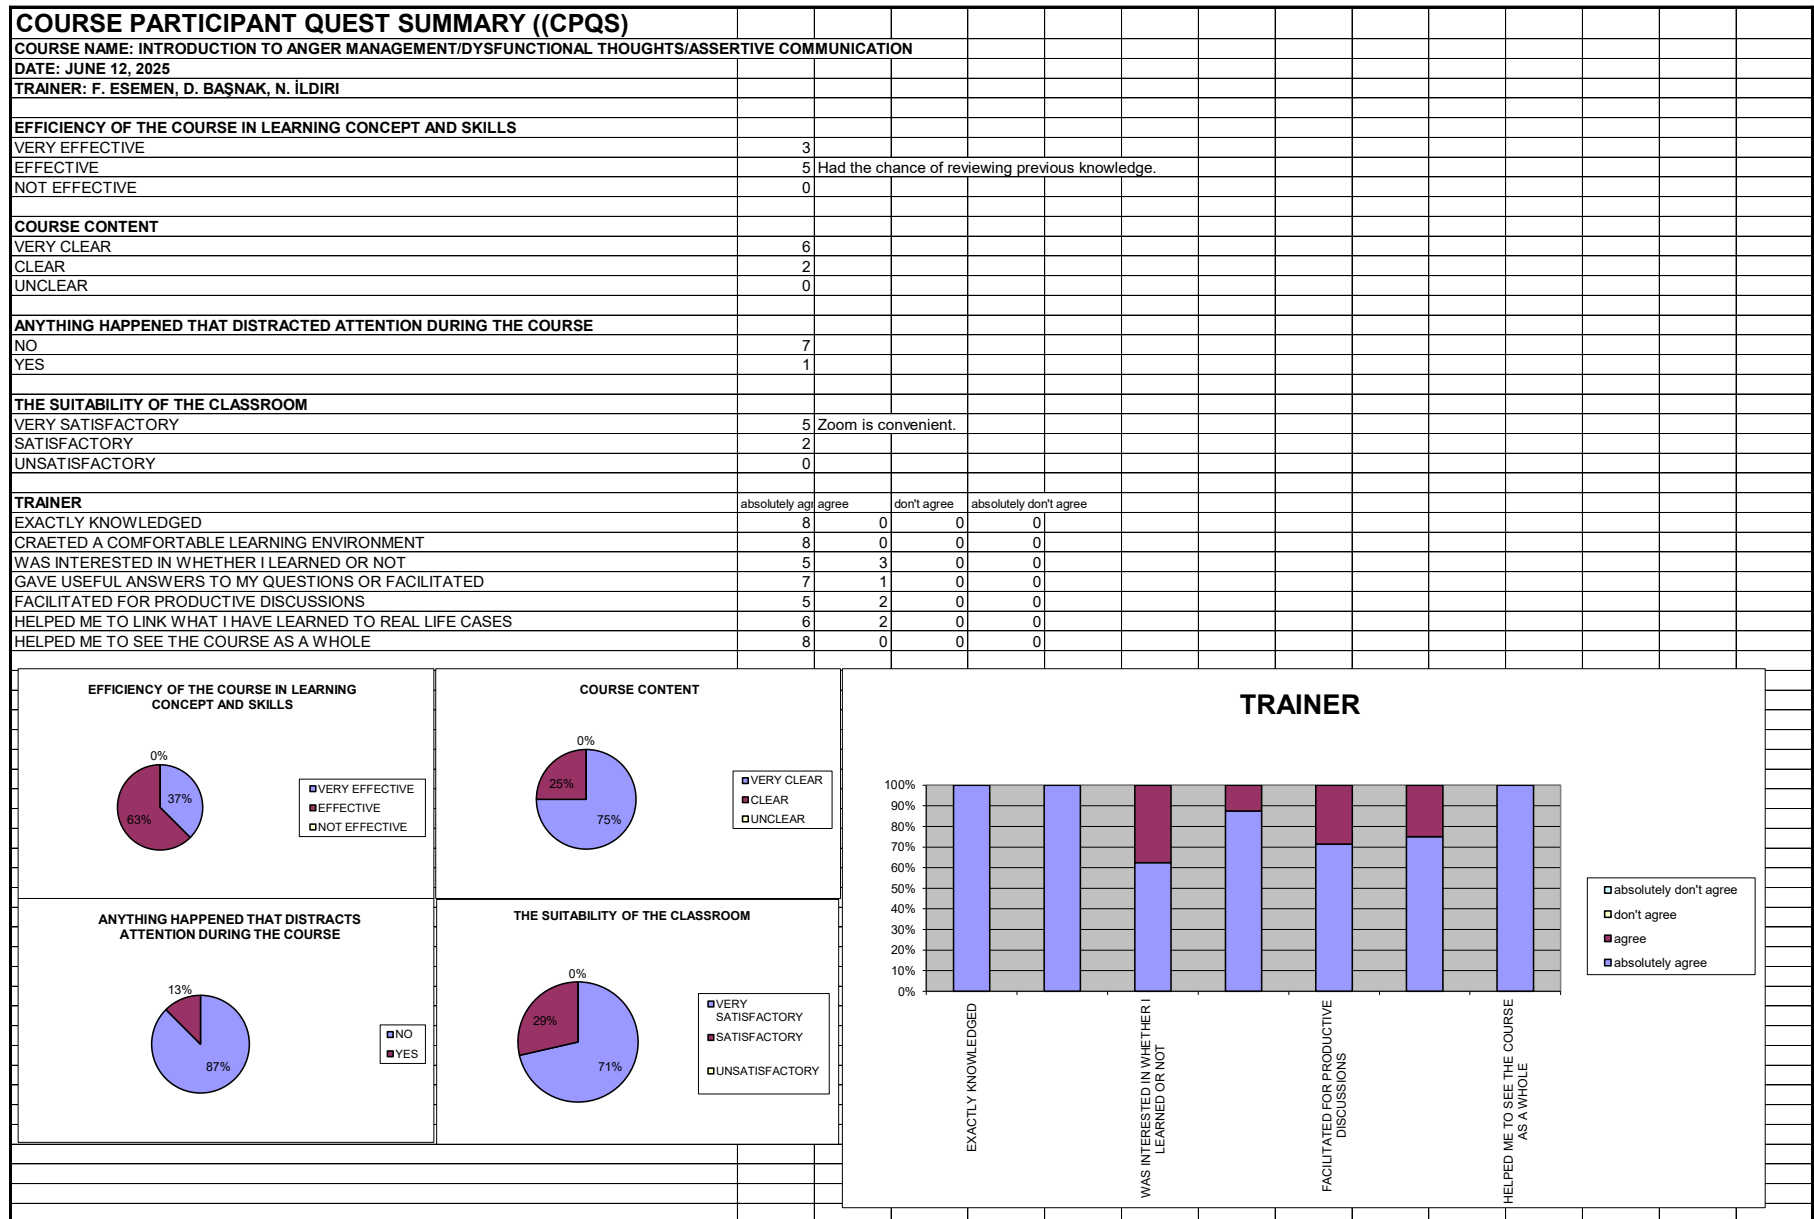 COURSE PARTICIPANT QUEST SUMMARY ((CPQS)
COURSE NAME: INTRODUCTION TO ANGER MANAGEMENT/DYSFUNCTIONAL THOUGHTS/ASSERTIVE COMMUNICATION
DATE: JUNE 12, 2025
TRAINER: F. ESEMEN, D. BAŞNAK, N. İLDIRI
EFFICIENCY OF THE COURSE IN LEARNING CONCEPT AND SKILLS
VERY EFFECTIVE 3
EFFECTIVE 5 Had the chance of reviewing previous knowledge.
NOT EFFECTIVE 0
COURSE CONTENT
VERY CLEAR 6
CLEAR 2
UNCLEAR 0
ANYTHING HAPPENED THAT DISTRACTED ATTENTION DURING THE COURSE
NO 7
YES 1
THE SUITABILITY OF THE CLASSROOM
VERY SATISFACTORY 5 Zoom is convenient.
SATISFACTORY 2
UNSATISFACTORY 0
TRAINER absolutely agr agree don't agree absolutely don't agree
EXACTLY KNOWLEDGED 8 0 0 0
CRAETED A COMFORTABLE LEARNING ENVIRONMENT 8 0 0 0
WAS INTERESTED IN WHETHER I LEARNED OR NOT 5 3 0 0
GAVE USEFUL ANSWERS TO MY QUESTIONS OR FACILITATED 7 1 0 0
FACILITATED FOR PRODUCTIVE DISCUSSIONS 5 2 0 0
HELPED ME TO LINK WHAT I HAVE LEARNED TO REAL LIFE CASES 6 2 0 0
HELPED ME TO SEE THE COURSE AS A WHOLE 8 0 0 0
EFFICIENCY OF THE COURSE IN LEARNING
CONCEPT AND SKILLS
0%
37%
63%
VERY EFFECTIVE
EFFECTIVE
NOT EFFECTIVE
COURSE CONTENT
0%
25%
75%
VERY CLEAR
CLEAR
UNCLEAR
ANYTHING HAPPENED THAT DISTRACTS
ATTENTION DURING THE COURSE
13%
87%
NO
YES
THE SUITABILITY OF THE CLASSROOM
0%
29%
71%
VERY
SATISFACTORY
SATISFACTORY
UNSATISFACTORY
TRAINER
100%
90%
80%
70%
60%
50%
40%
30%
20%
10%
0%
EXACTLY KNOWLEDGED
WAS INTERESTED IN WHETHER I
LEARNED OR NOT
FACILITATED FOR PRODUCTIVE
DISCUSSIONS
HELPED ME TO SEE THE COURSE
AS A WHOLE
absolutely don't agree
don't agree
agree
absolutely agree